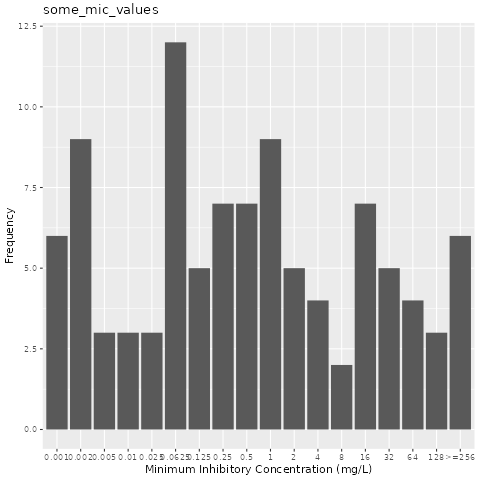 some_mic_values
12.5
10.0
7.5
5.0
2.5
0.0
Frequency
0.001 0.002 0.005 0.01 0.025 0.0625 0.125 0.25 0.5 1 2 4 8 16 32 64 128 >=256
Minimum Inhibitory Concentration (mg/L)